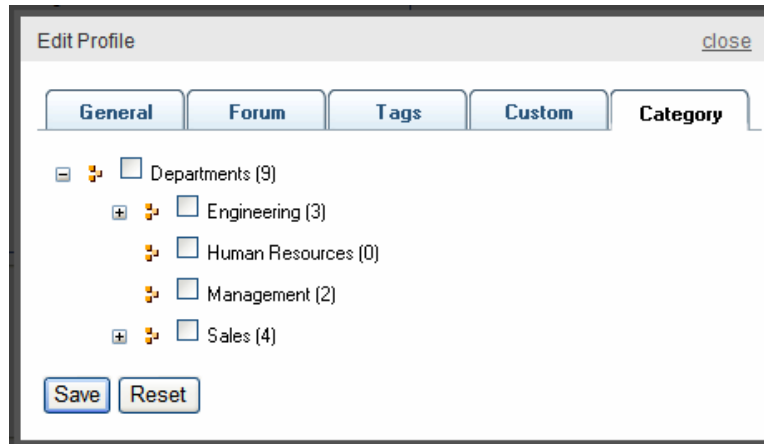 Edit Profile close
General Forum Tags Custom Category
Departments (9)
Engineering (3)
Human Resources (0)
Management (2)
Sales (4)
Save Reset